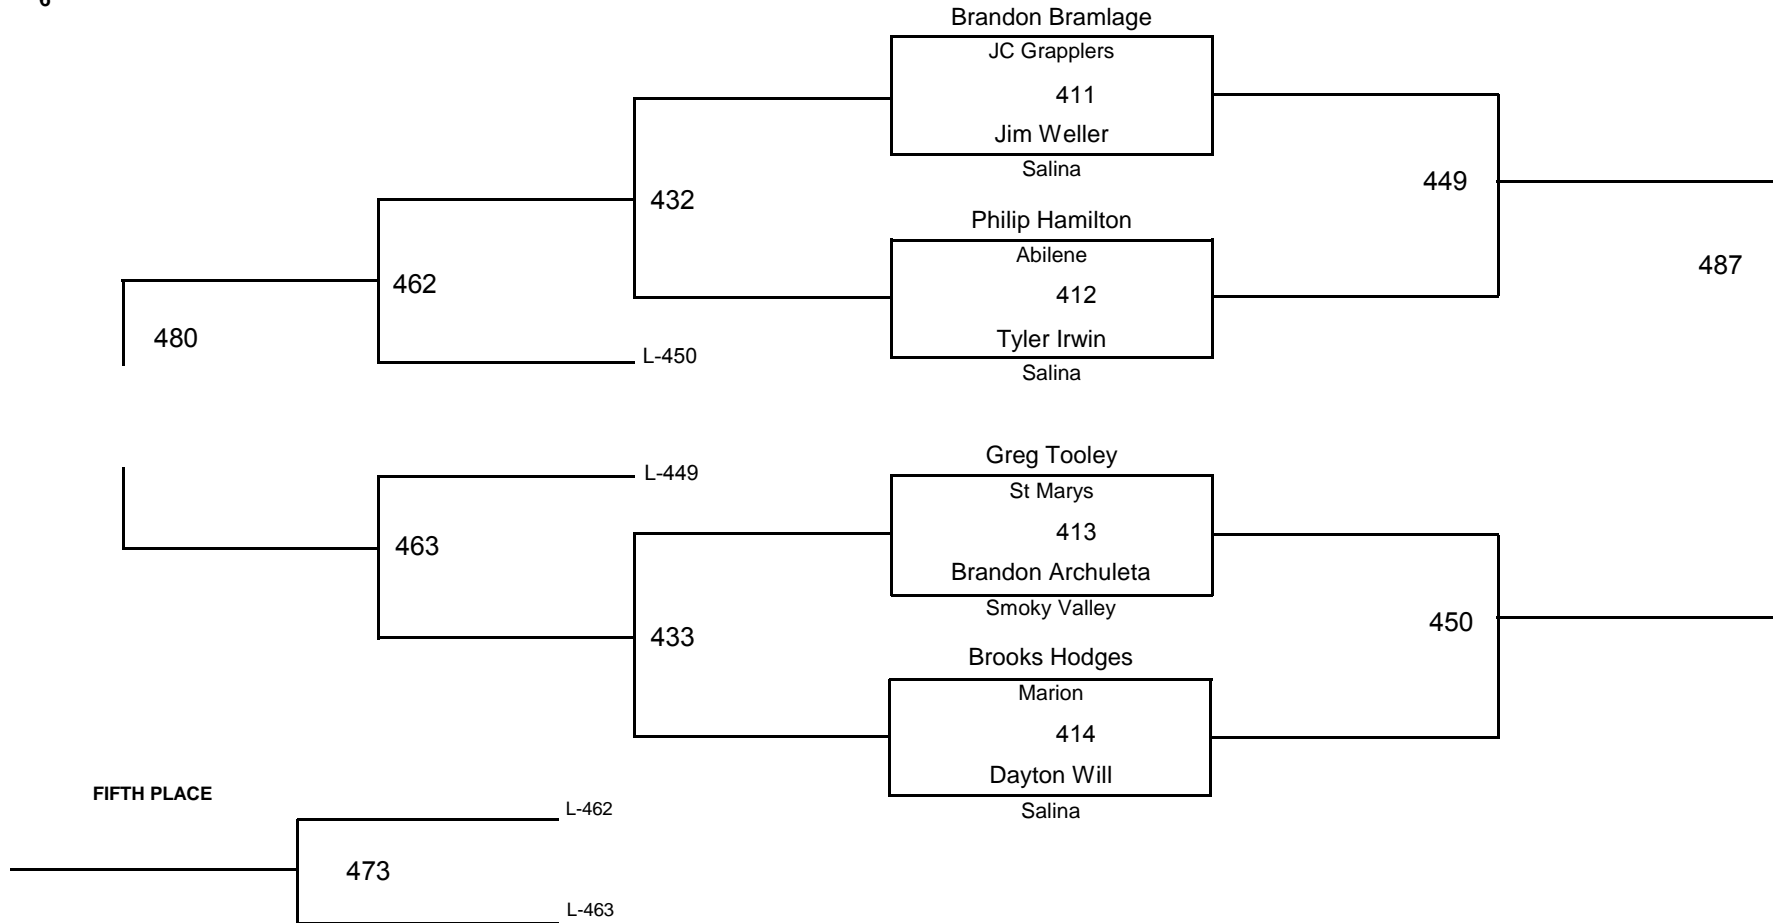 6
Brandon Bramlage
JC Grapplers
411
Jim Weller
Salina
432
449
Philip Hamilton
Abilene
462
412
487
480
Tyler Irwin
L-450
Salina
Greg Tooley
L-449
St Marys
413
463
Brandon Archuleta
Smoky Valley
433
450
Brooks Hodges
Marion
414
Dayton Will
FIFTH PLACE
L-462
Salina
473
L-463